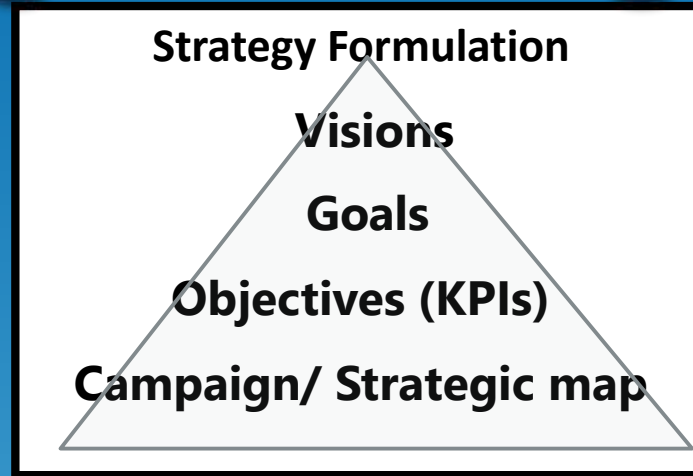 Strategy Formulation
Visions
Goals
Objectives (KPIs)
Campaign/ Strategic map